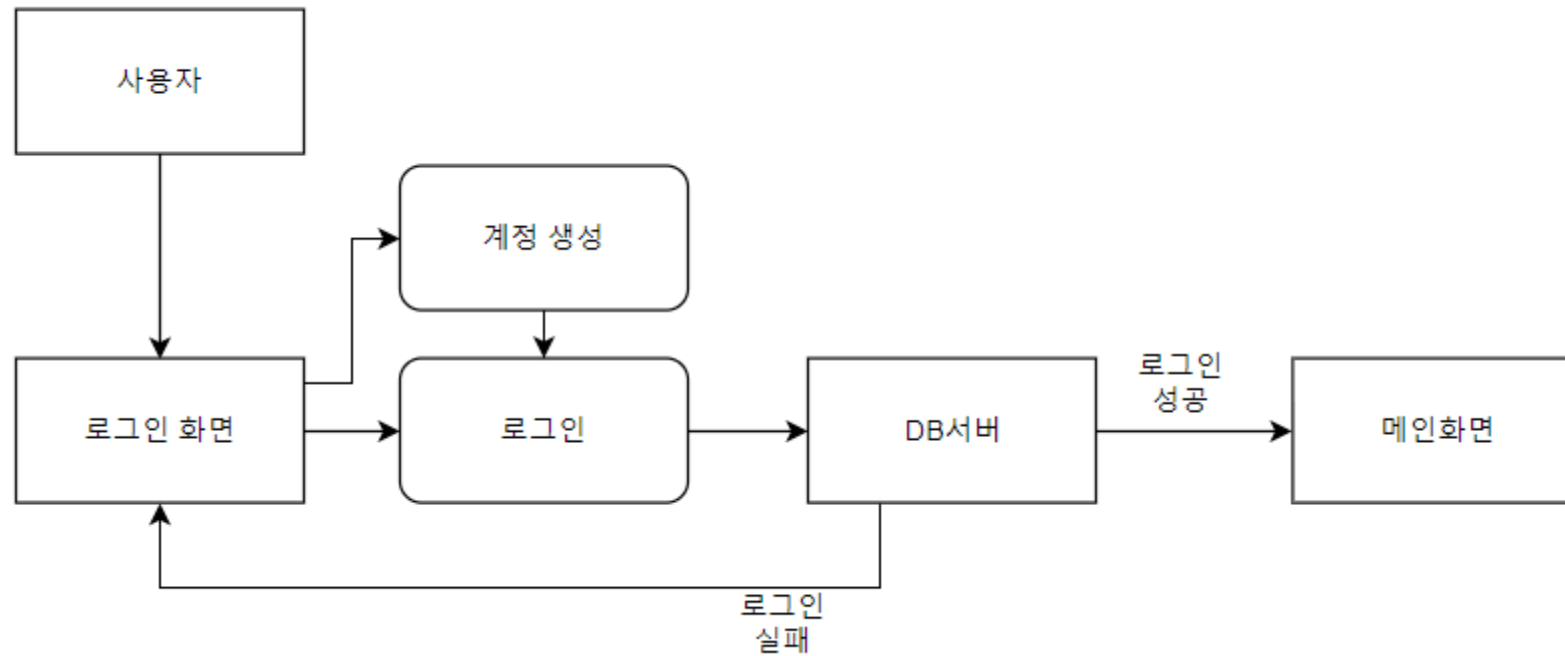 사용자
계정 생성
로그인 화면
로그인
DB서버
로그인
성공
메인화면
로그인
실패